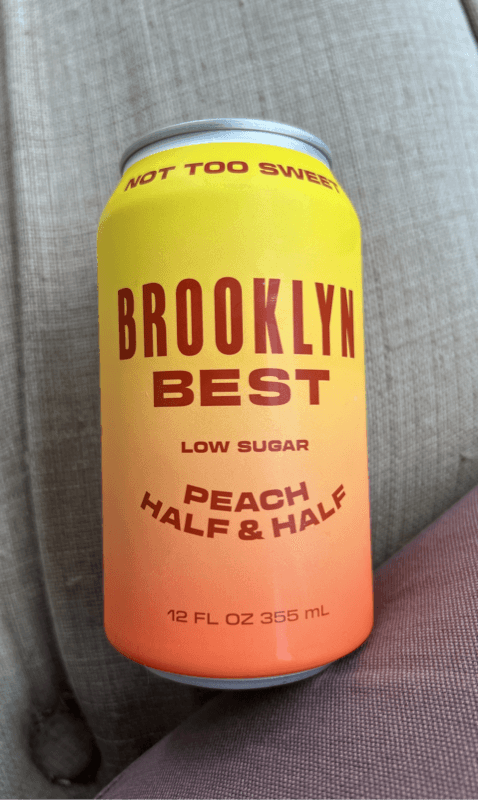 NOT TOO SWEET
BROOKLYN
BEST
LOW SUGAR
PEACH
HALF & HALF
12 FL OZ 355 mL